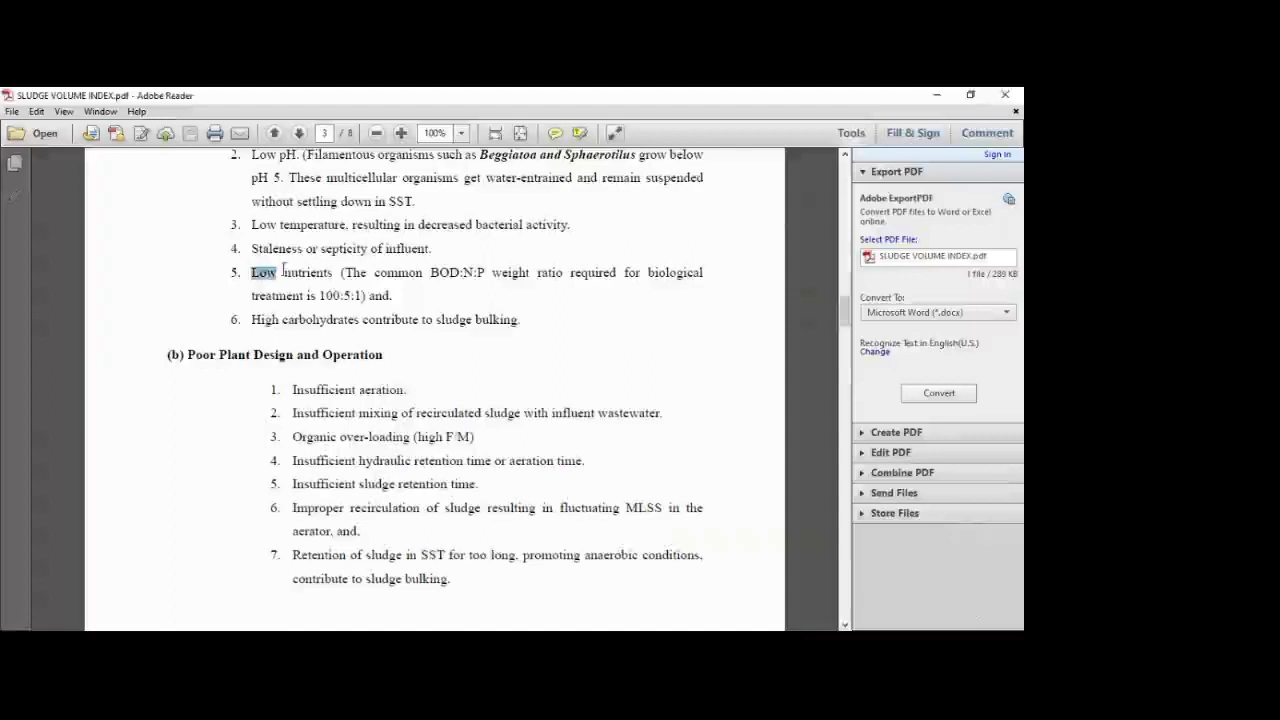 SLUDGE VOLUME INDEX.pdf - Adobe Reader
File Edit View Window Help
Open 3 / 8 100% Tools Fill & Sign Comment
Sign In
2. Low pH. (Filamentous organisms such as Beggiatoa and Sphaerotilus grow below
pH 5. These multicellular organisms get water-entrained and remain suspended
without settling down in SST.
3. Low temperature, resulting in decreased bacterial activity.
4. Staleness or septicity of influent.
5. Low nutrients (The common BOD:N:P weight ratio required for biological
treatment is 100:5:1) and.
6. High carbohydrates contribute to sludge bulking.
(b) Poor Plant Design and Operation
1. Insufficient aeration.
2. Insufficient mixing of recirculated sludge with influent wastewater.
3. Organic over-loading (high F/M)
4. Insufficient hydraulic retention time or aeration time.
5. Insufficient sludge retention time.
6. Improper recirculation of sludge resulting in fluctuating MLSS in the
aerator, and,
7. Retention of sludge in SST for too long, promoting anaerobic conditions,
contribute to sludge bulking.
Export PDF
Adobe ExportPDF
Convert PDF files to Word or Excel
online.
Select PDF File:
SLUDGE VOLUME INDEX.pdf
1 file / 289 KB
Convert To:
Microsoft Word (*.docx)
Recognize Text in English(U.S.)
Change
Convert
Create PDF
Edit PDF
Combine PDF
Send Files
Store Files